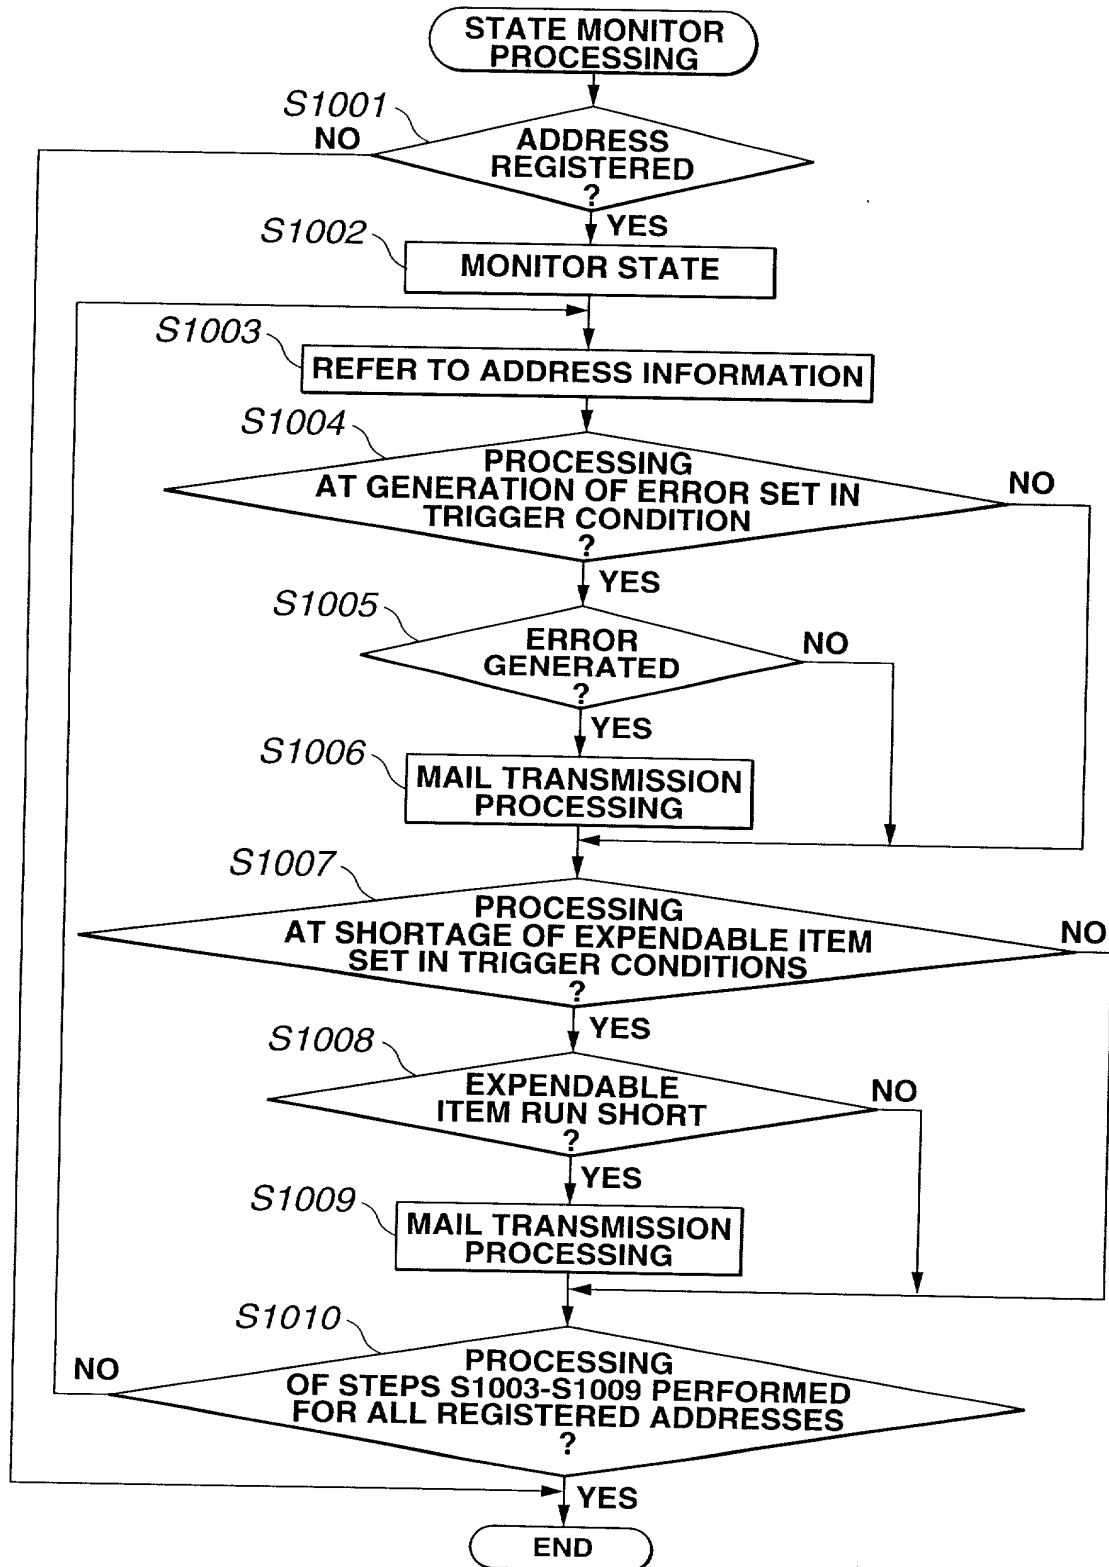 STATE MONITOR
PROCESSING
S1001
NO
ADDRESS
REGISTERED
?
YES
S1002
MONITOR STATE
S1003
REFER TO ADDRESS INFORMATION
S1004
PROCESSING
AT GENERATION OF ERROR SET IN
TRIGGER CONDITION
?
NO
YES
S1005
ERROR
GENERATED
?
NO
YES
S1006
MAIL TRANSMISSION
PROCESSING
S1007
PROCESSING
AT SHORTAGE OF EXPENDABLE ITEM
SET IN TRIGGER CONDITIONS
?
NO
YES
S1008
EXPENDABLE
ITEM RUN SHORT
?
NO
YES
S1009
MAIL TRANSMISSION
PROCESSING
S1010
NO
PROCESSING
OF STEPS S1003-S1009 PERFORMED
FOR ALL REGISTERED ADDRESSES
?
YES
END